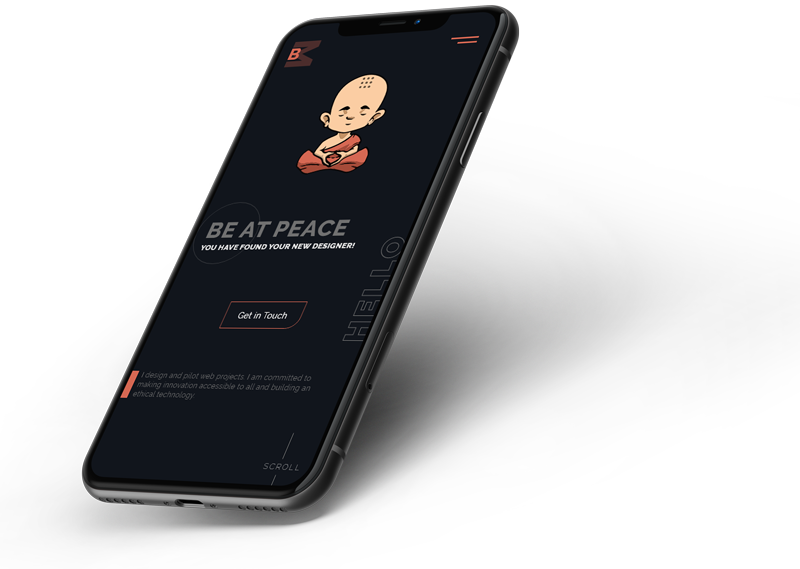 B
BE AT PEACE
YOU HAVE FOUND YOUR NEW DESIGNER!
HELLO
Get in Touch
I design and pilot web projects. I am committed to
making innovation accessible to all and building an
ethical technology.
SCROLL